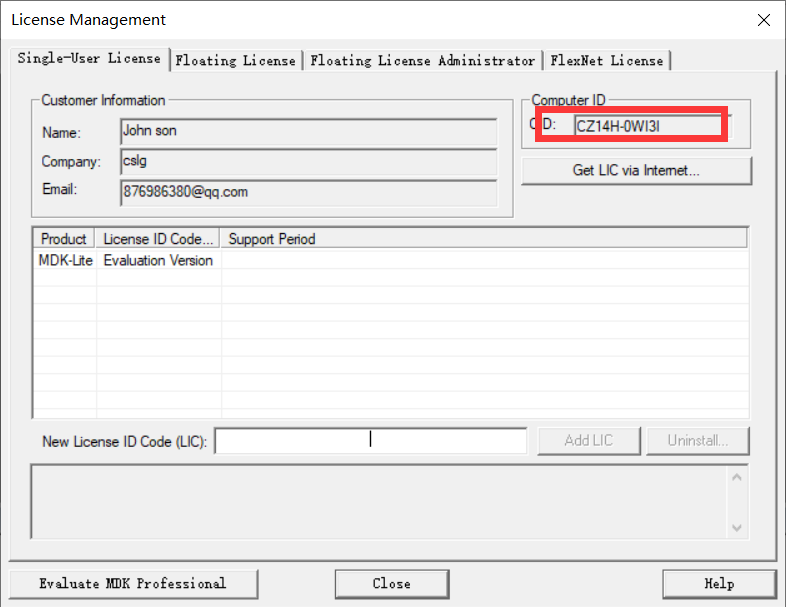 License Management
Single-User License
Floating License
Floating License Administrator
FlexNet License
Customer Information
Name:
John son
Company:
cslg
Email:
876986380@qq.com
Computer ID
CID:
CZ14H-0WI3I
Get LIC via Internet...
Product
License ID Code...
Support Period
MDK-Lite
Evaluation Version
New License ID Code (LIC):
Add LIC
Uninstall...
Evaluate MDK Professional
Close
Help